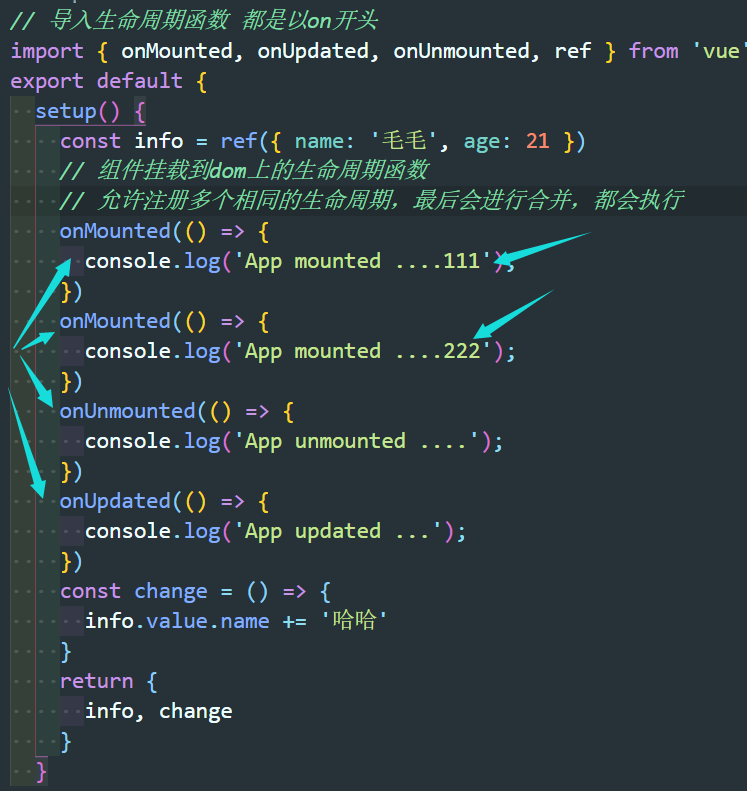 // 导入生命周期函数 都是以on开头
import { onMounted, onUpdated, onUnmounted, ref } from 'vue'
export default {
  setup() {
    const info = ref({ name: '毛毛', age: 21 })
    // 组件挂载到dom上的生命周期函数
    // 允许注册多个相同的生命周期，最后会进行合并，都会执行
    onMounted(() => {
      console.log('App mounted ....111');
    })
    onMounted(() => {
      console.log('App mounted ....222');
    })
    onUnmounted(() => {
      console.log('App unmounted ....');
    })
    onUpdated(() => {
      console.log('App updated ...');
    })
    const change = () => {
      info.value.name += '哈哈'
    }
    return {
      info, change
    }
  }